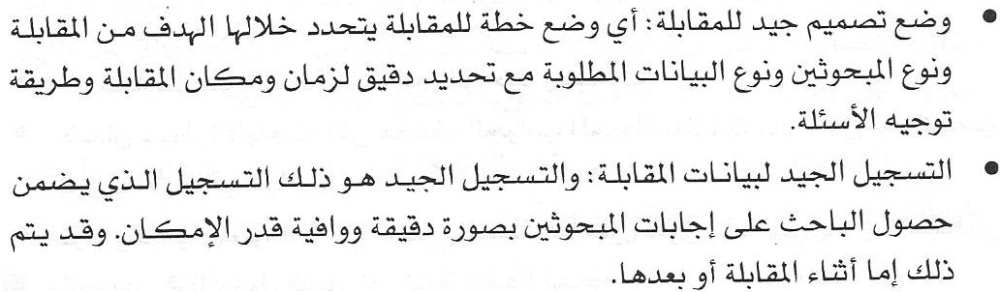 • وضع تصميم جيد للمقابلة: أي وضع خطة للمقابلة يتحدد خلالها الهدف من المقابلة
ونوع المبحوثين ونوع البيانات المطلوبة مع تحديد دقيق لزمان ومكان المقابلة وطريقة
توجيه الأسئلة.
• التسجيل الجيد لبيانات المقابلة: والتسجيل الجيد هو ذلك التسجيل الذي يضمن
حصول الباحث على إجابات المبحوثين بصورة دقيقة ووافية قدر الإمكان. وقد يتم
ذلك إما أثناء المقابلة أو بعدها.